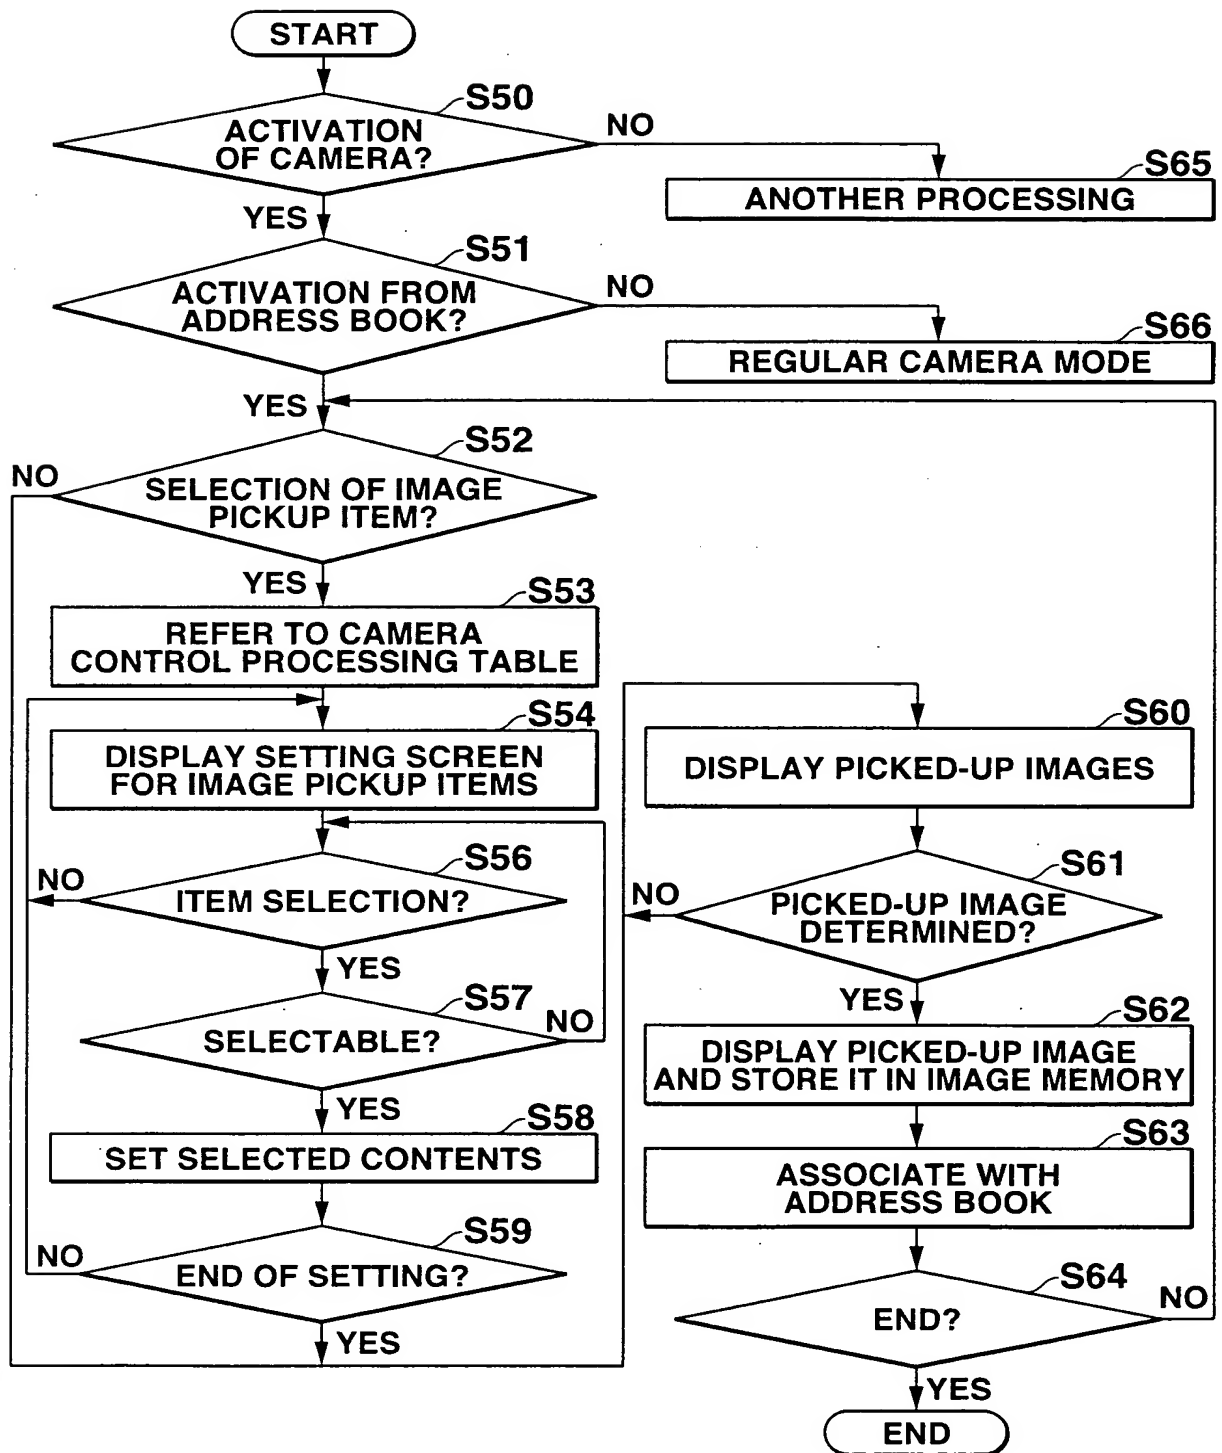 START
S50
ACTIVATION
OF CAMERA?
NO
S65
ANOTHER PROCESSING
YES
S51
ACTIVATION FROM
ADDRESS BOOK?
NO
S66
REGULAR CAMERA MODE
YES
S52
NO
SELECTION OF IMAGE
PICKUP ITEM?
YES
S53
REFER TO CAMERA
CONTROL PROCESSING TABLE
S54
DISPLAY SETTING SCREEN
FOR IMAGE PICKUP ITEMS
S56
NO
ITEM SELECTION?
YES
S57
SELECTABLE?
NO
YES
S58
SET SELECTED CONTENTS
S59
NO
END OF SETTING?
YES
S60
DISPLAY PICKED-UP IMAGES
S61
NO
PICKED-UP IMAGE
DETERMINED?
YES
S62
DISPLAY PICKED-UP IMAGE
AND STORE IT IN IMAGE MEMORY
S63
ASSOCIATE WITH
ADDRESS BOOK
S64
END?
NO
YES
END